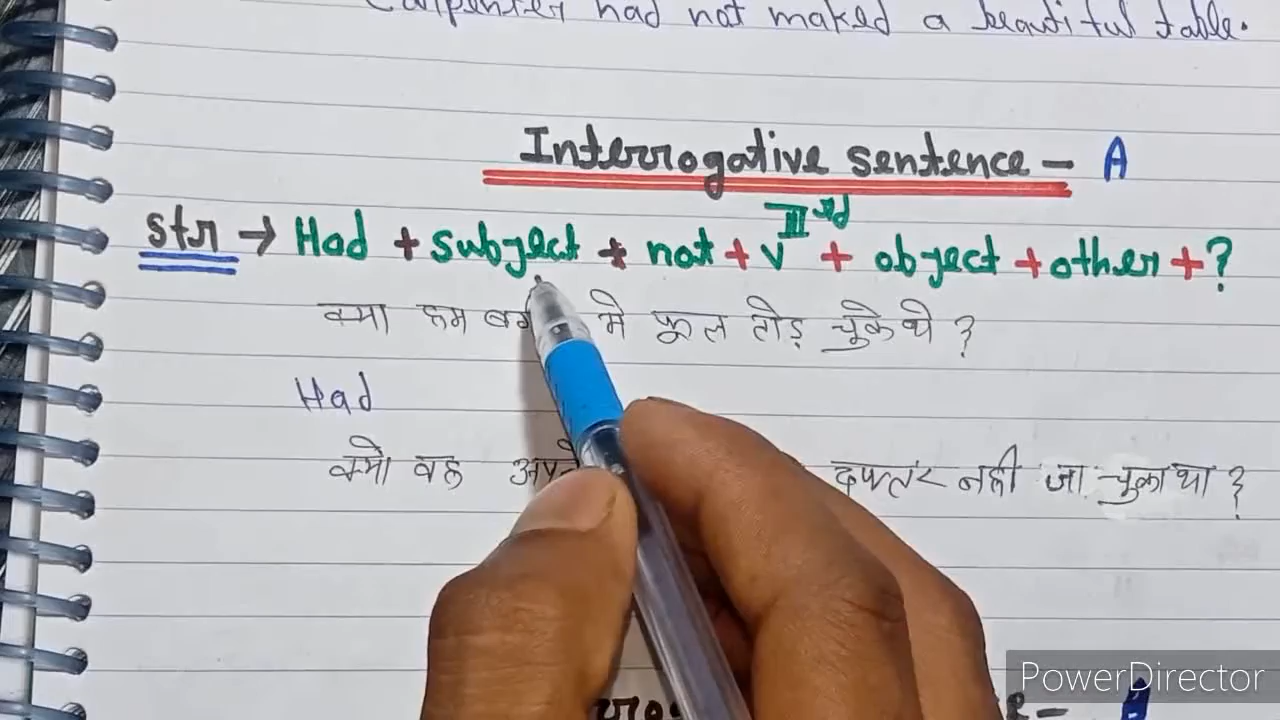 Carpenter had not maked a beautiful table.
Interrogative sentence - A
Str → Had + subject + not + V IIIrd + object + other + ?
क्या हम में फूल तोड़ चुके थे ?
Had
क्यो वह दफ्तर नही जा चुका था ?
PowerDirector